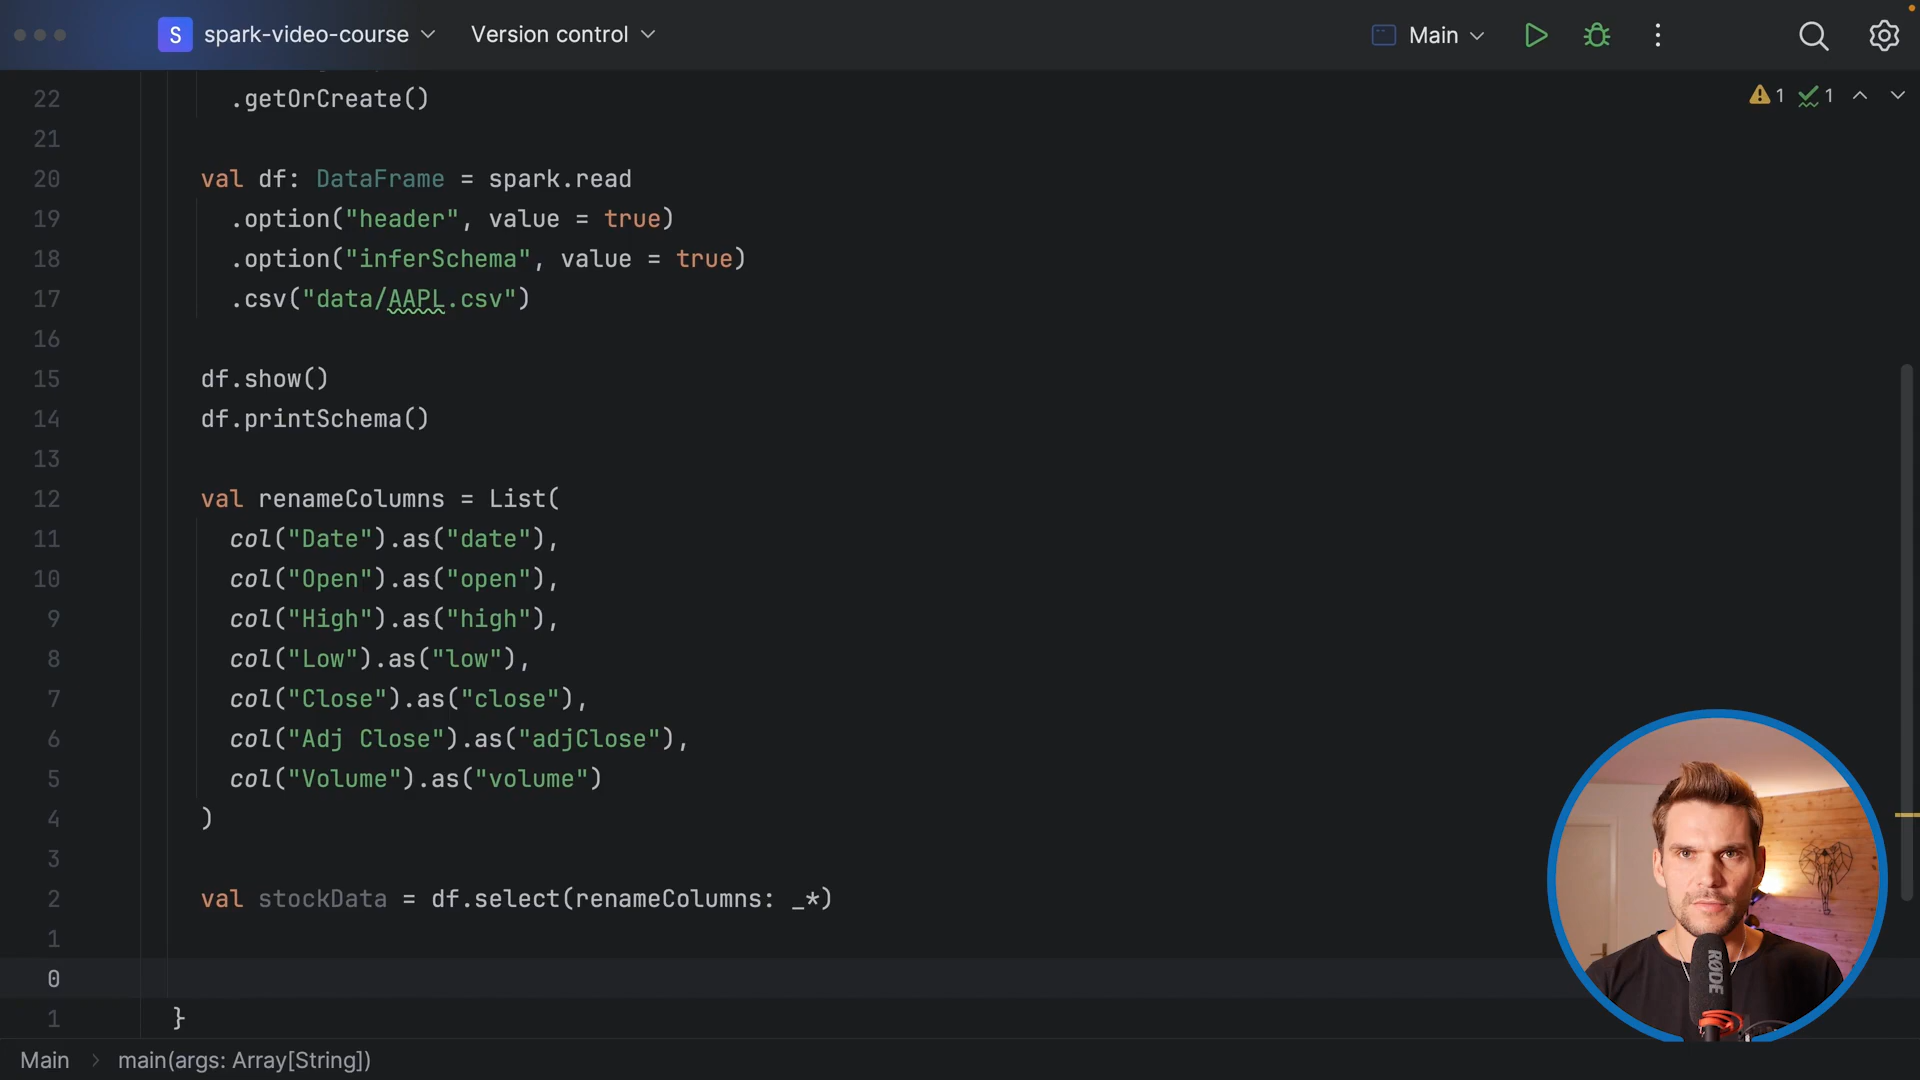 S spark-video-course Version control Main
22 .getOrCreate() 1 1
21
20 val df: DataFrame = spark.read
19 .option("header", value = true)
18 .option("inferSchema", value = true)
17 .csv("data/AAPL.csv")
16
15 df.show()
14 df.printSchema()
13
12 val renameColumns = List(
11 col("Date").as("date"),
10 col("Open").as("open"),
9 col("High").as("high"),
8 col("Low").as("low"),
7 col("Close").as("close"),
6 col("Adj Close").as("adjClose"),
5 col("Volume").as("volume")
4 )
3
2 val stockData = df.select(renameColumns: _*)
1
0
1 }
RØDE
Main > main(args: Array[String])